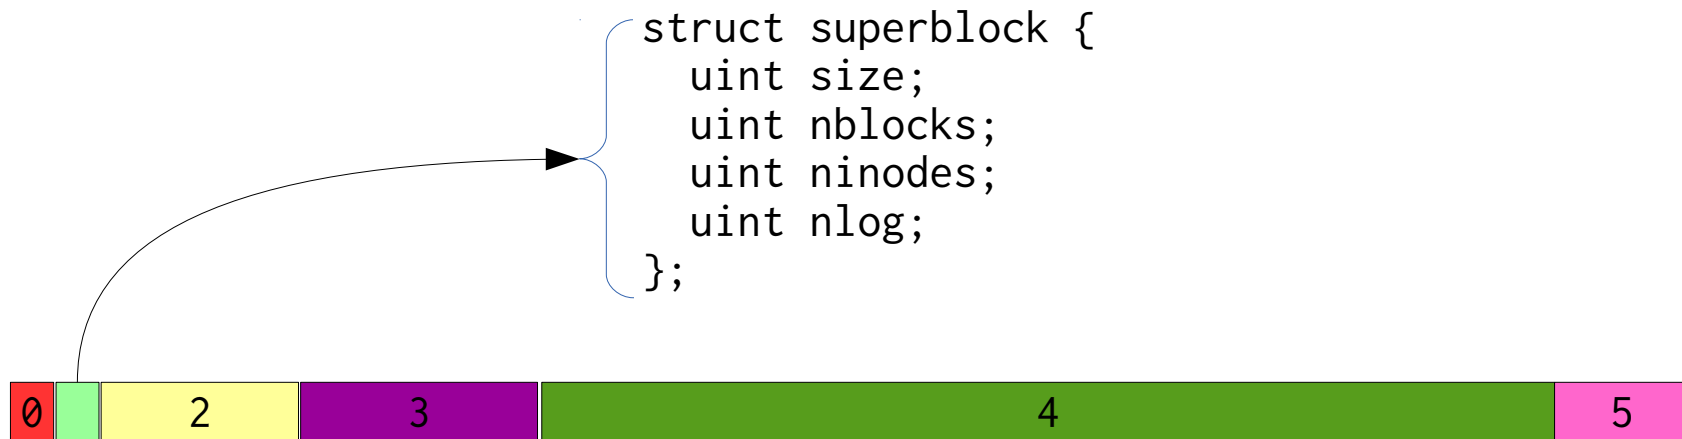 struct superblock {
  uint size;
  uint nblocks;
  uint ninodes;
  uint nlog;
};
0 2 3 4 5